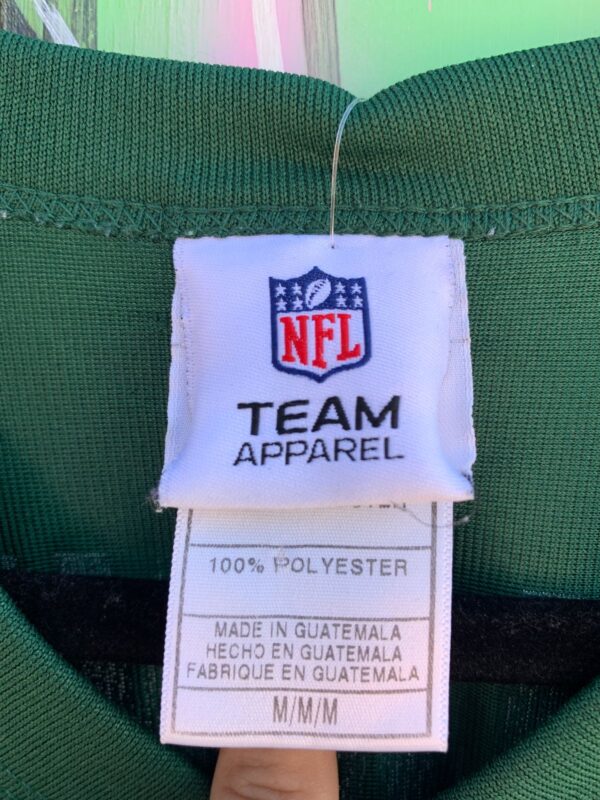 NFL
TEAM
APPAREL
100% POLYESTER
MADE IN GUATEMALA
HECHO EN GUATEMALA
FABRIQUE EN GUATEMALA
M/M/M